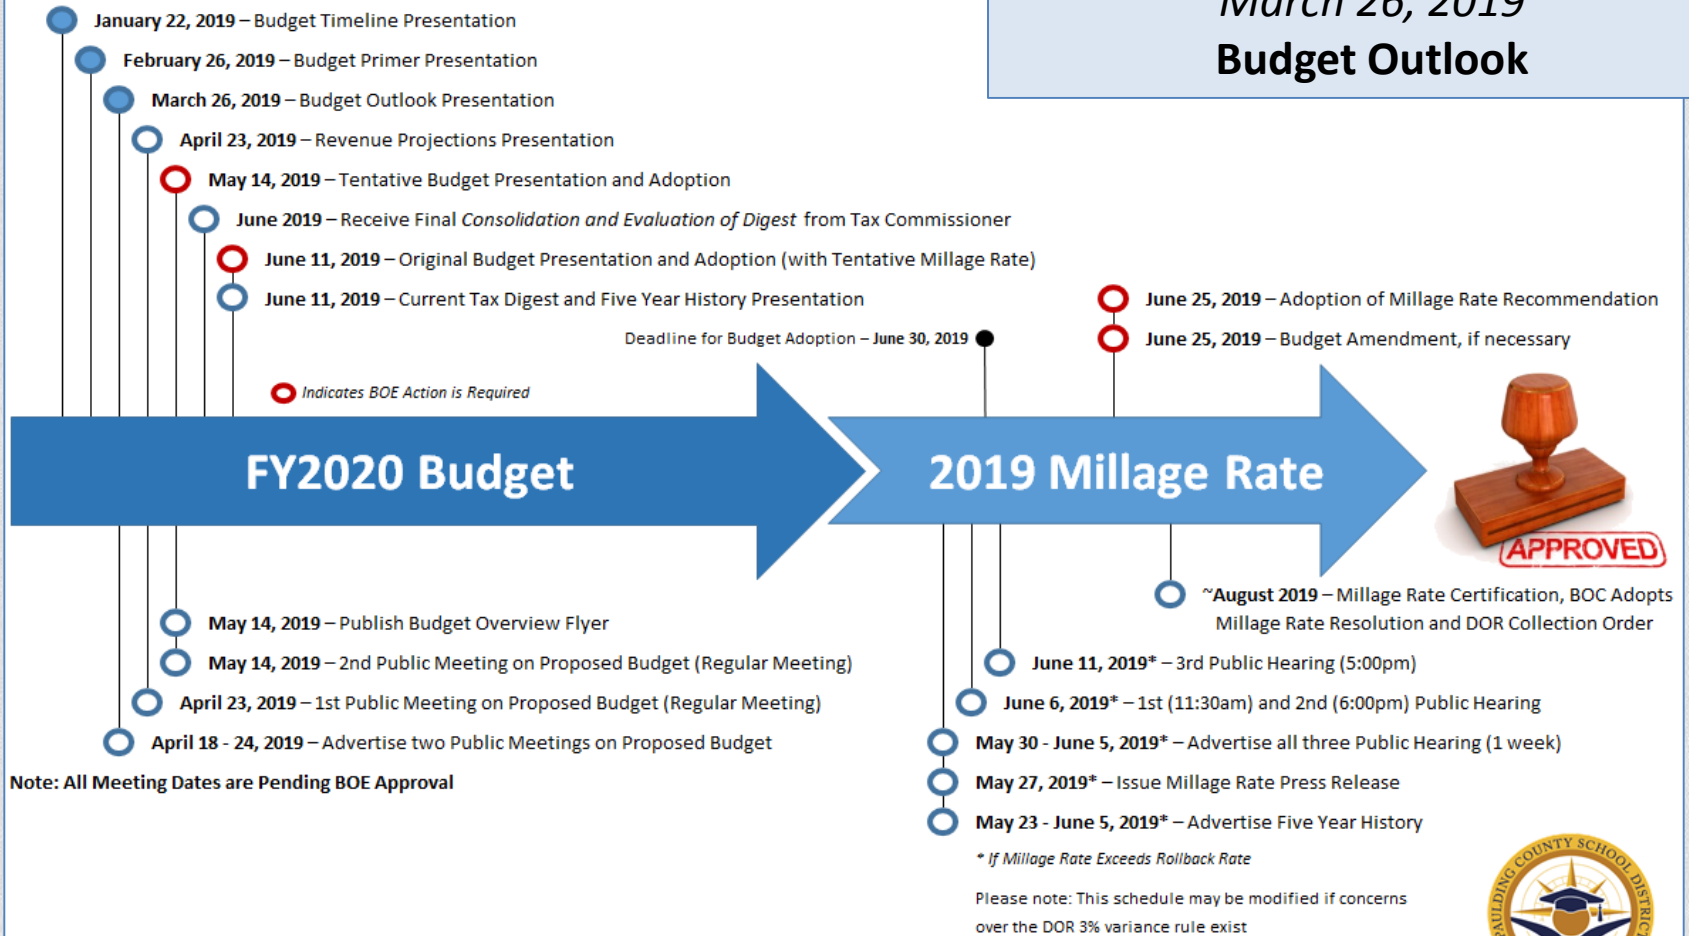 March 26, 2019
Budget Outlook
January 22, 2019 – Budget Timeline Presentation
February 26, 2019 – Budget Primer Presentation
March 26, 2019 – Budget Outlook Presentation
April 23, 2019 – Revenue Projections Presentation
May 14, 2019 – Tentative Budget Presentation and Adoption
June 2019 – Receive Final Consolidation and Evaluation of Digest from Tax Commissioner
June 11, 2019 – Original Budget Presentation and Adoption (with Tentative Millage Rate)
June 11, 2019 – Current Tax Digest and Five Year History Presentation
June 25, 2019 – Adoption of Millage Rate Recommendation
Deadline for Budget Adoption – June 30, 2019
June 25, 2019 – Budget Amendment, if necessary
Indicates BOE Action is Required
FY2020 Budget
2019 Millage Rate
APPROVED
~August 2019 – Millage Rate Certification, BOC Adopts
Millage Rate Resolution and DOR Collection Order
May 14, 2019 – Publish Budget Overview Flyer
May 14, 2019 – 2nd Public Meeting on Proposed Budget (Regular Meeting)
April 23, 2019 – 1st Public Meeting on Proposed Budget (Regular Meeting)
April 18 - 24, 2019 – Advertise two Public Meetings on Proposed Budget
Note: All Meeting Dates are Pending BOE Approval
June 11, 2019* – 3rd Public Hearing (5:00pm)
June 6, 2019* – 1st (11:30am) and 2nd (6:00pm) Public Hearing
May 30 - June 5, 2019* – Advertise all three Public Hearing (1 week)
May 27, 2019* – Issue Millage Rate Press Release
May 23 - June 5, 2019* – Advertise Five Year History
* If Millage Rate Exceeds Rollback Rate
Please note: This schedule may be modified if concerns
over the DOR 3% variance rule exist
PAULDING COUNTY SCHOOL DISTRICT